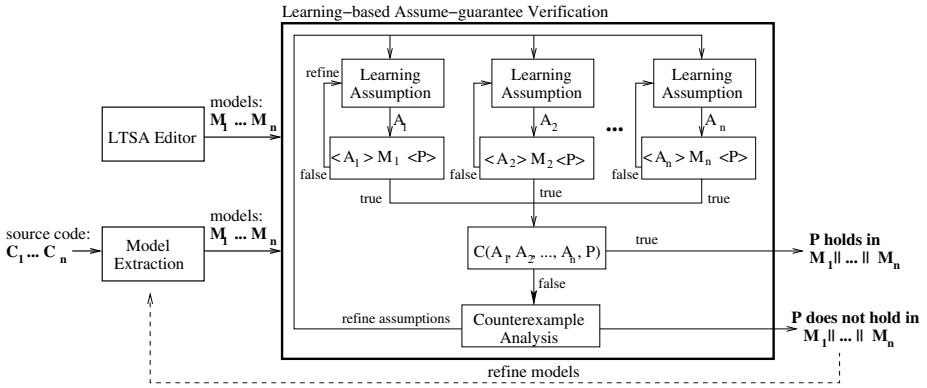 Learning-based Assume-guarantee Verification
refine
Learning
Assumption
Learning
Assumption
Learning
Assumption
models:
M1 ... Mn
LTSA Editor
A1
A2
...
An
< A1 > M1 <P>
< A2 > M2 <P>
< An > Mn <P>
false
false
false
true
true
true
source code:
C1 ... Cn
Model
Extraction
models:
M1 ... Mn
C(A1, A2, ..., An, P)
true
P holds in
M1 || ... || Mn
false
refine assumptions
Counterexample
Analysis
P does not hold in
M1 || ... || Mn
refine models